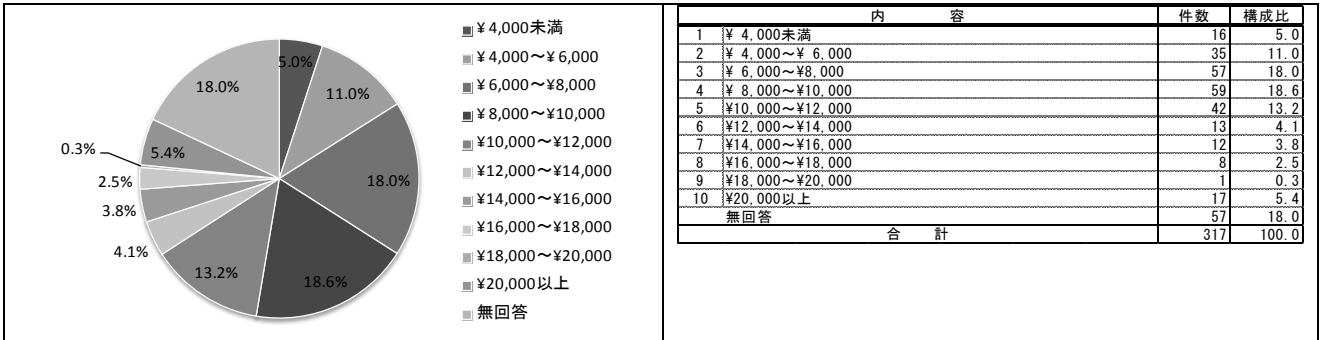 5.0%
11.0%
18.0%
18.6%
13.2%
4.1%
3.8%
2.5%
0.3%
5.4%
18.0%
¥ 4,000未満
¥ 4,000〜¥ 6,000
¥ 6,000〜¥8,000
¥ 8,000〜¥10,000
¥10,000〜¥12,000
¥12,000〜¥14,000
¥14,000〜¥16,000
¥16,000〜¥18,000
¥18,000〜¥20,000
¥20,000以上
無回答
内 容 件数 構成比
1 ¥ 4,000未満 16 5.0
2 ¥ 4,000〜¥ 6,000 35 11.0
3 ¥ 6,000〜¥8,000 57 18.0
4 ¥ 8,000〜¥10,000 59 18.6
5 ¥10,000〜¥12,000 42 13.2
6 ¥12,000〜¥14,000 13 4.1
7 ¥14,000〜¥16,000 12 3.8
8 ¥16,000〜¥18,000 8 2.5
9 ¥18,000〜¥20,000 1 0.3
10 ¥20,000以上 17 5.4
無回答 57 18.0
合 計 317 100.0